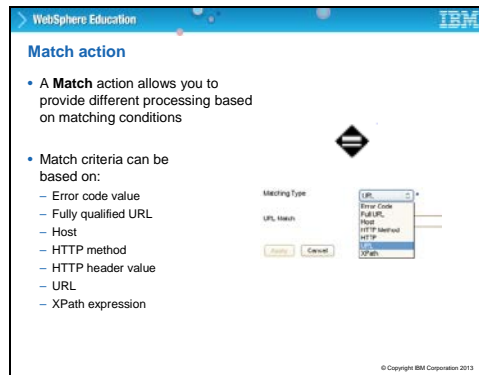 WebSphere Education
IBM
Match action
• A Match action allows you to
provide different processing based
on matching conditions
• Match criteria can be
based on:
– Error code value
– Fully qualified URL
– Host
– HTTP method
– HTTP header value
– URL
– XPath expression
Matching Type
URL
*
Error Code
Full URL
Host
HTTP Method
HTTP
URL
XPath
URL Match
Apply
Cancel
© Copyright IBM Corporation 2013